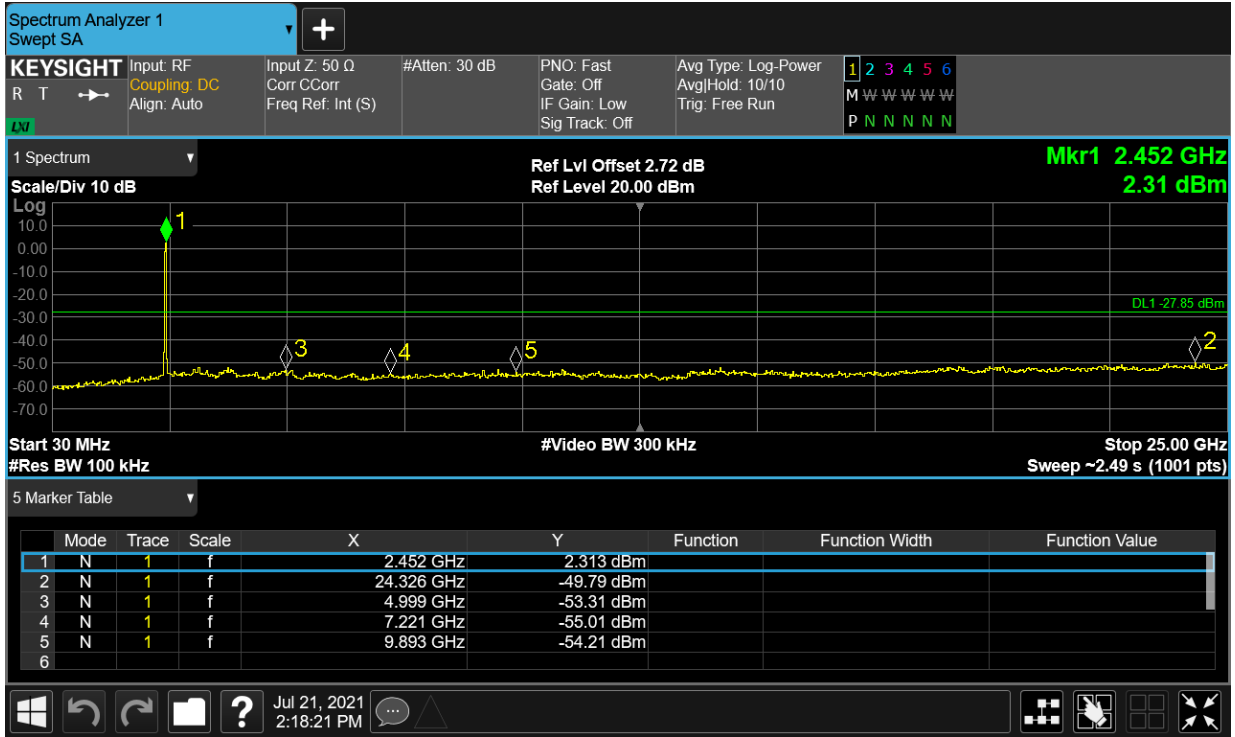 Spectrum Analyzer 1
Swept SA
KEYSIGHT
R T
LXI
Input: RF
Coupling: DC
Align: Auto
Input Z: 50 Ω
Corr CCorr
Freq Ref: Int (S)
#Atten: 30 dB
PNO: Fast
Gate: Off
IF Gain: Low
Sig Track: Off
Avg Type: Log-Power
Avg|Hold: 10/10
Trig: Free Run
1 2 3 4 5 6
M W W W W W
P N N N N N
1 Spectrum
Scale/Div 10 dB
Ref Lvl Offset 2.72 dB
Ref Level 20.00 dBm
Mkr1 2.452 GHz
2.31 dBm
Log
10.0
0.00
-10.0
-20.0
-30.0
-40.0
-50.0
-60.0
-70.0
1
3
4
5
2
DL1 -27.85 dBm
Start 30 MHz
#Video BW 300 kHz
Stop 25.00 GHz
#Res BW 100 kHz
Sweep ~2.49 s (1001 pts)
5 Marker Table
Mode Trace Scale X Y Function Function Width Function Value
1 N 1 f 2.452 GHz 2.313 dBm
2 N 1 f 24.326 GHz -49.79 dBm
3 N 1 f 4.999 GHz -53.31 dBm
4 N 1 f 7.221 GHz -55.01 dBm
5 N 1 f 9.893 GHz -54.21 dBm
6
?
Jul 21, 2021
2:18:21 PM